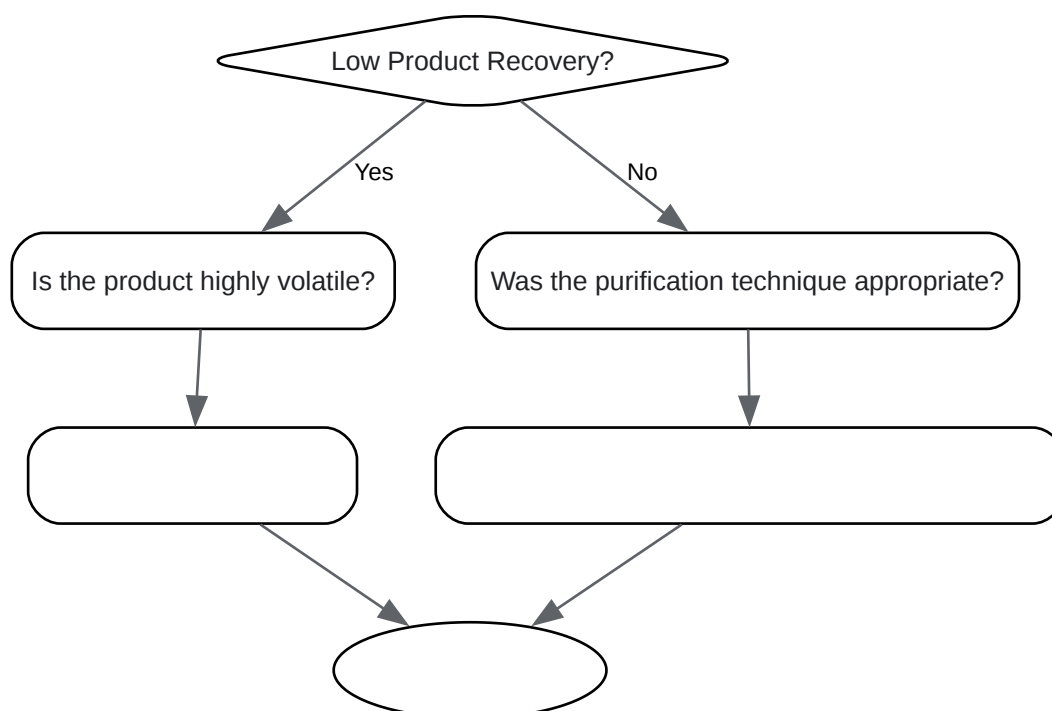 Low Product Recovery?
Yes
No
Is the product highly volatile?
Was the purification technique appropriate?